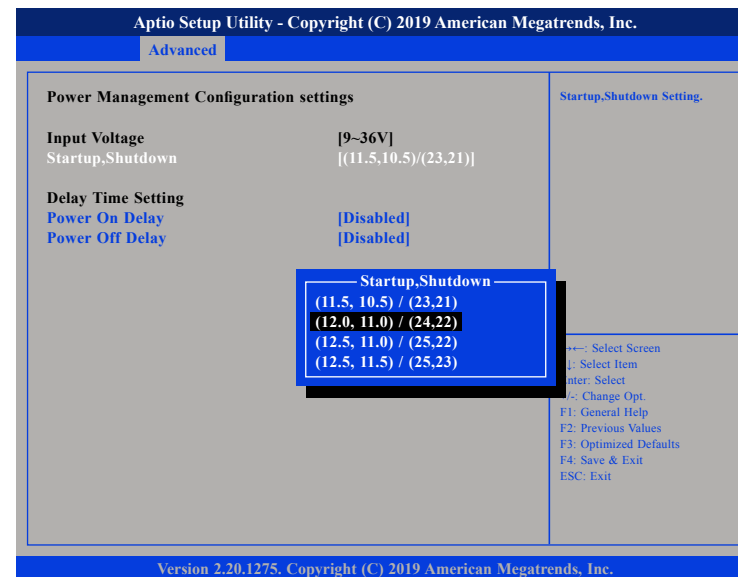 Aptio Setup Utility - Copyright (C) 2019 American Megatrends, Inc.
Advanced
Power Management Configuration settings
Input Voltage [9~36V]
Startup,Shutdown [(11.5,10.5)/(23,21)]
Delay Time Setting
Power On Delay [Disabled]
Power Off Delay [Disabled]
Startup,Shutdown
(11.5, 10.5) / (23,21)
(12.0, 11.0) / (24,22)
(12.5, 11.0) / (25,22)
(12.5, 11.5) / (25,23)
Startup,Shutdown Setting.
←: Select Screen
↓: Select Item
Enter: Select
/-: Change Opt.
F1: General Help
F2: Previous Values
F3: Optimized Defaults
F4: Save & Exit
ESC: Exit
Version 2.20.1275. Copyright (C) 2019 American Megatrends, Inc.